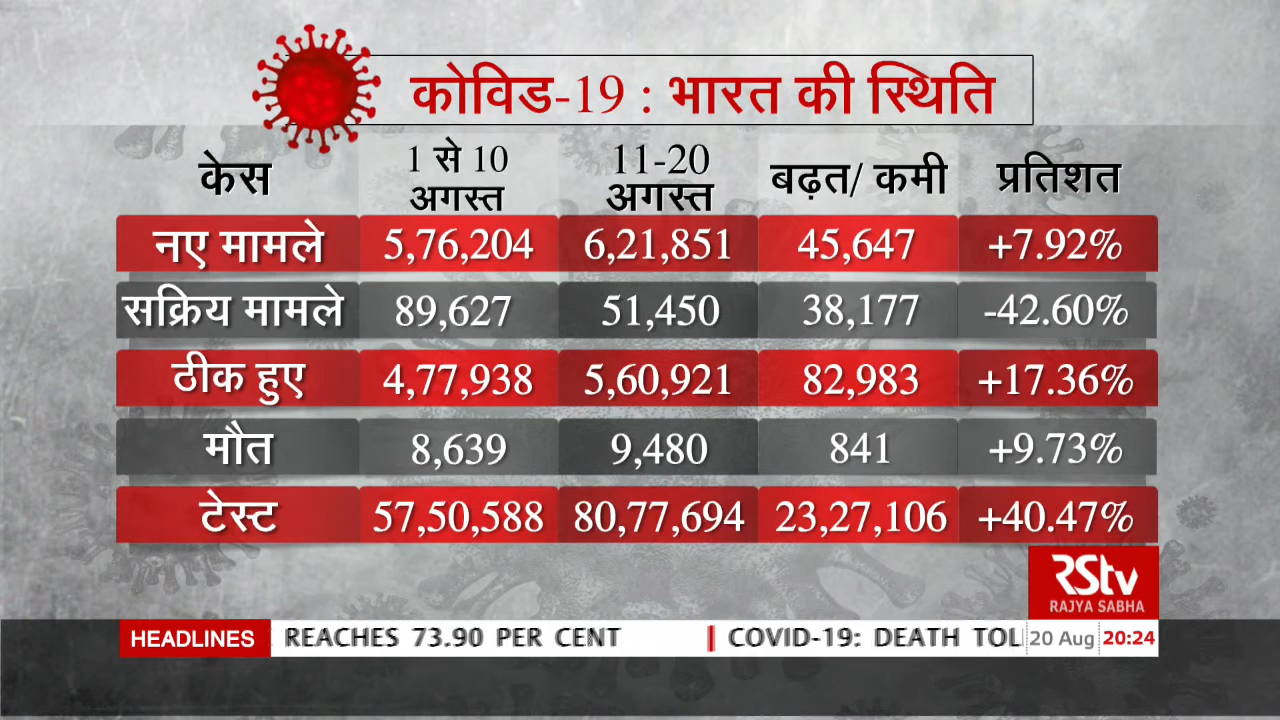 कोविड-19 : भारत की स्थिति
केस 1 से 10 अगस्त 11-20 अगस्त बढ़त/ कमी प्रतिशत
नए मामले 5,76,204 6,21,851 45,647 +7.92%
सक्रिय मामले 89,627 51,450 38,177 -42.60%
ठीक हुए 4,77,938 5,60,921 82,983 +17.36%
मौत 8,639 9,480 841 +9.73%
टेस्ट 57,50,588 80,77,694 23,27,106 +40.47%
RStv
RAJYA SABHA
HEADLINES REACHES 73.90 PER CENT | COVID-19: DEATH 20 Aug 20:24